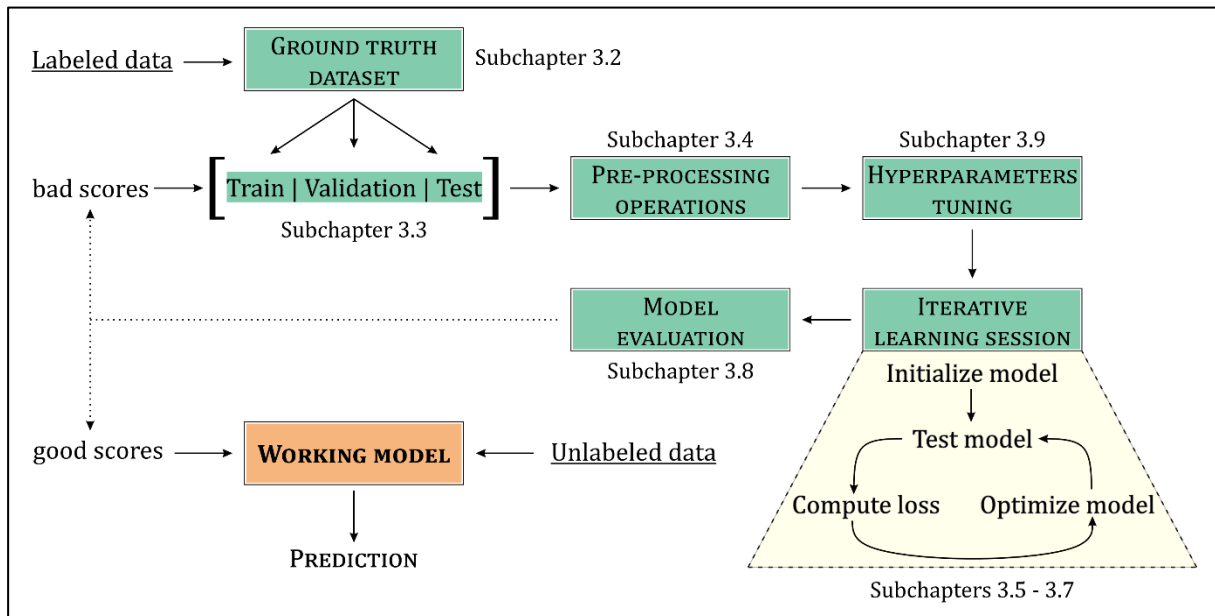 Labeled data
GROUND TRUTH
DATASET
Subchapter 3.2
bad scores
[Train | Validation | Test]
Subchapter 3.3
Subchapter 3.4
PRE-PROCESSING
OPERATIONS
Subchapter 3.9
HYPERPARAMETERS
TUNING
MODEL
EVALUATION
Subchapter 3.8
ITERATIVE
LEARNING SESSION
Initialize model
Test model
Compute loss
Optimize model
Subchapters 3.5 - 3.7
good scores
WORKING MODEL
Unlabeled data
PREDICTION